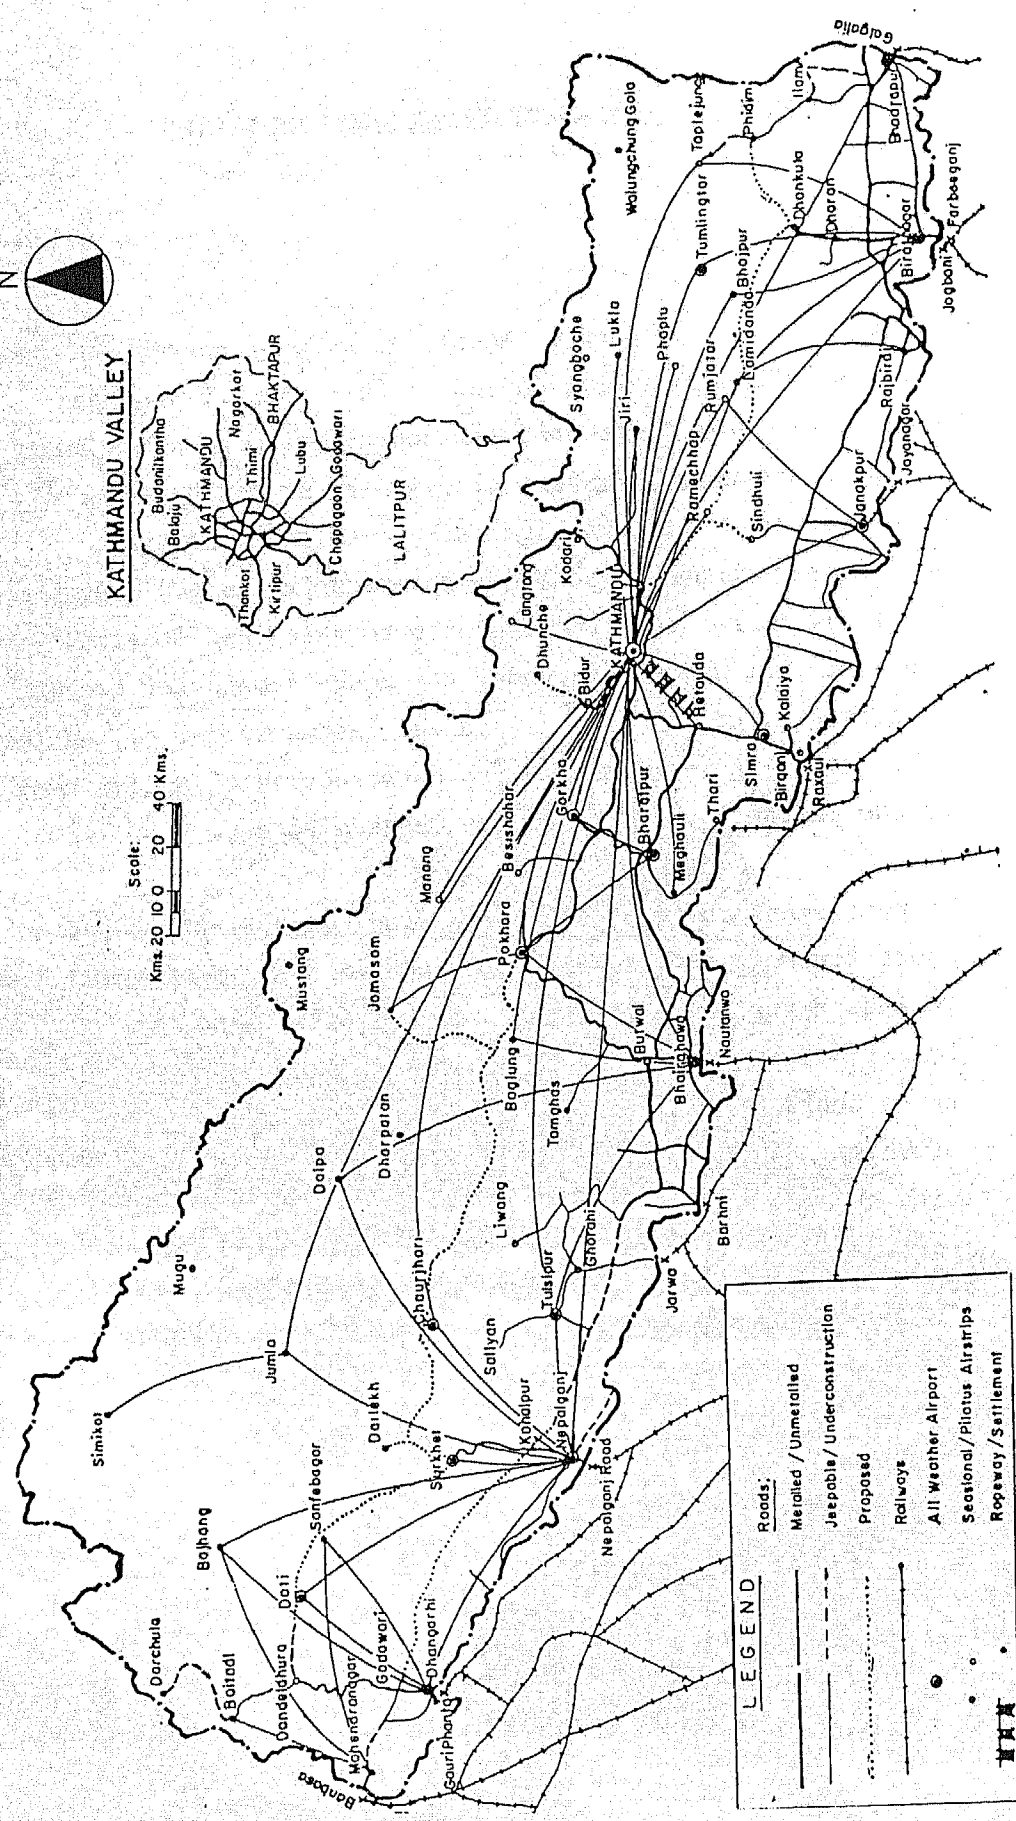 N
KATHMANDU VALLEY
Budanilkantha
Balaju
KATHMANDU
Nagarkot
Thimi
BHAKTAPUR
Thankot
Kirtipur
Lubu
Chapagaon
Godawari
LALITPUR
Scale:
Kms. 20 10 0 20 40 Kms.
Darchula
Baitadi
Dandeldhura
Banbasa
Mahendranagar
Godawari
GauriPhanta
Dhangarhi
Doti
Bajhang
Sanfebagar
Simikot
Jumla
Mugu
Dailekh
Surkhet
Kohalpur
Nepalganj
Nepalganj Road
Chaurjhari
Sallyan
Tulsipur
Ghorahi
Liwang
Jarwa
Barhni
Dolpa
Dhorpatan
Tamghas
Baglung
Butwal
Bhairahawa
Nautanwa
Mustang
Jomosom
Manang
Pokhara
Besishahar
Gorkha
Bharatpur
Meghauli
Thari
Bidur
Dhunche
Langtang
KATHMANDU
Hetauda
Simra
Birganj
Kalaiya
Raxaul
Kodari
Jiri
Lukla
Syangboche
Phaplu
Ramechhap
Rumjatar
Lamidanda
Sindhuli
Janakpur
Jayanagar
Rajbiraj
Bhojpur
Tumlingtar
Walungchung Gola
Taplejung
Phidim
Ilam
Dhankuta
Dharan
Biratnagar
Jogbani
Farbesganj
Bhadrapur
Galgalia
LEGEND
Roads:
Metalled / Unmetalled
Jeepable / Underconstruction
Proposed
Railways
All Weather Airport
Seasonal/Pilatus Airstrips
Ropeway / Settlement